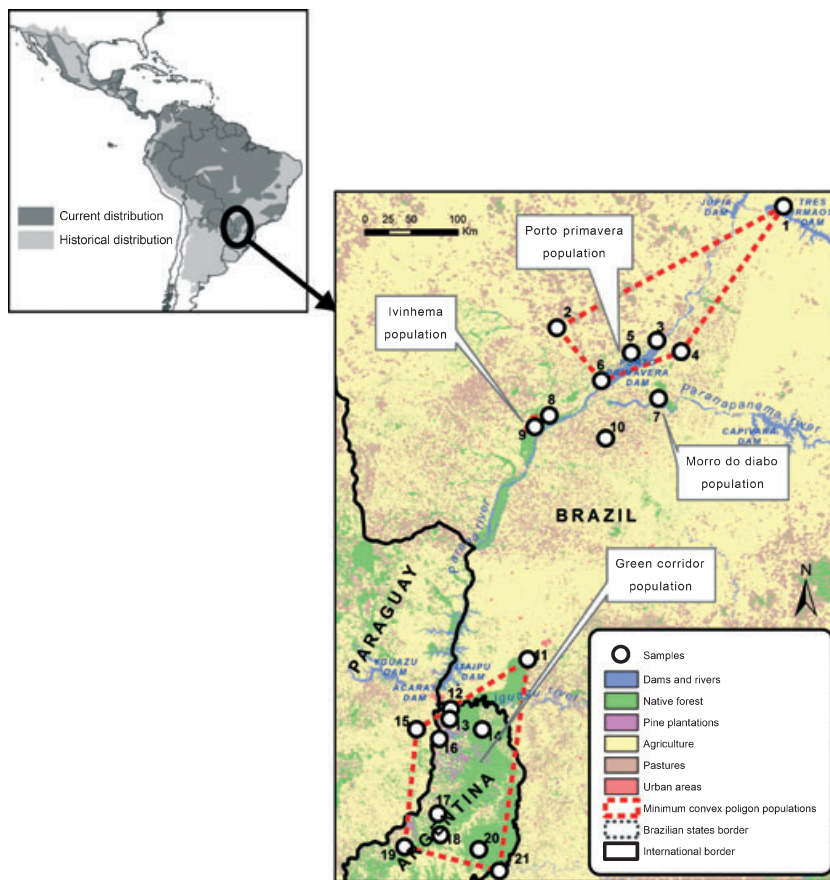 Current distribution
Historical distribution
0 25 50 100
Km
JUPIA
DAM
TRES
IRMAOS
DAM
1
Porto primavera
population
Ivinhema
population
2
5
3
4
6
PRIMAVERA
DAM
Paranapanema river
7
8
9
10
CAPIVARA
DAM
Morro do diabo
population
BRAZIL
Parana river
Green corridor
population
N
PARAGUAY
YGUAZU
DAM
ITAIPU
DAM
ACARAY
DAM
11
Iguasu river
12
13
14
15
16
17
18
19
20
21
ARGENTINA
Samples
Dams and rivers
Native forest
Pine plantations
Agriculture
Pastures
Urban areas
Minimum convex poligon populations
Brazilian states border
International border